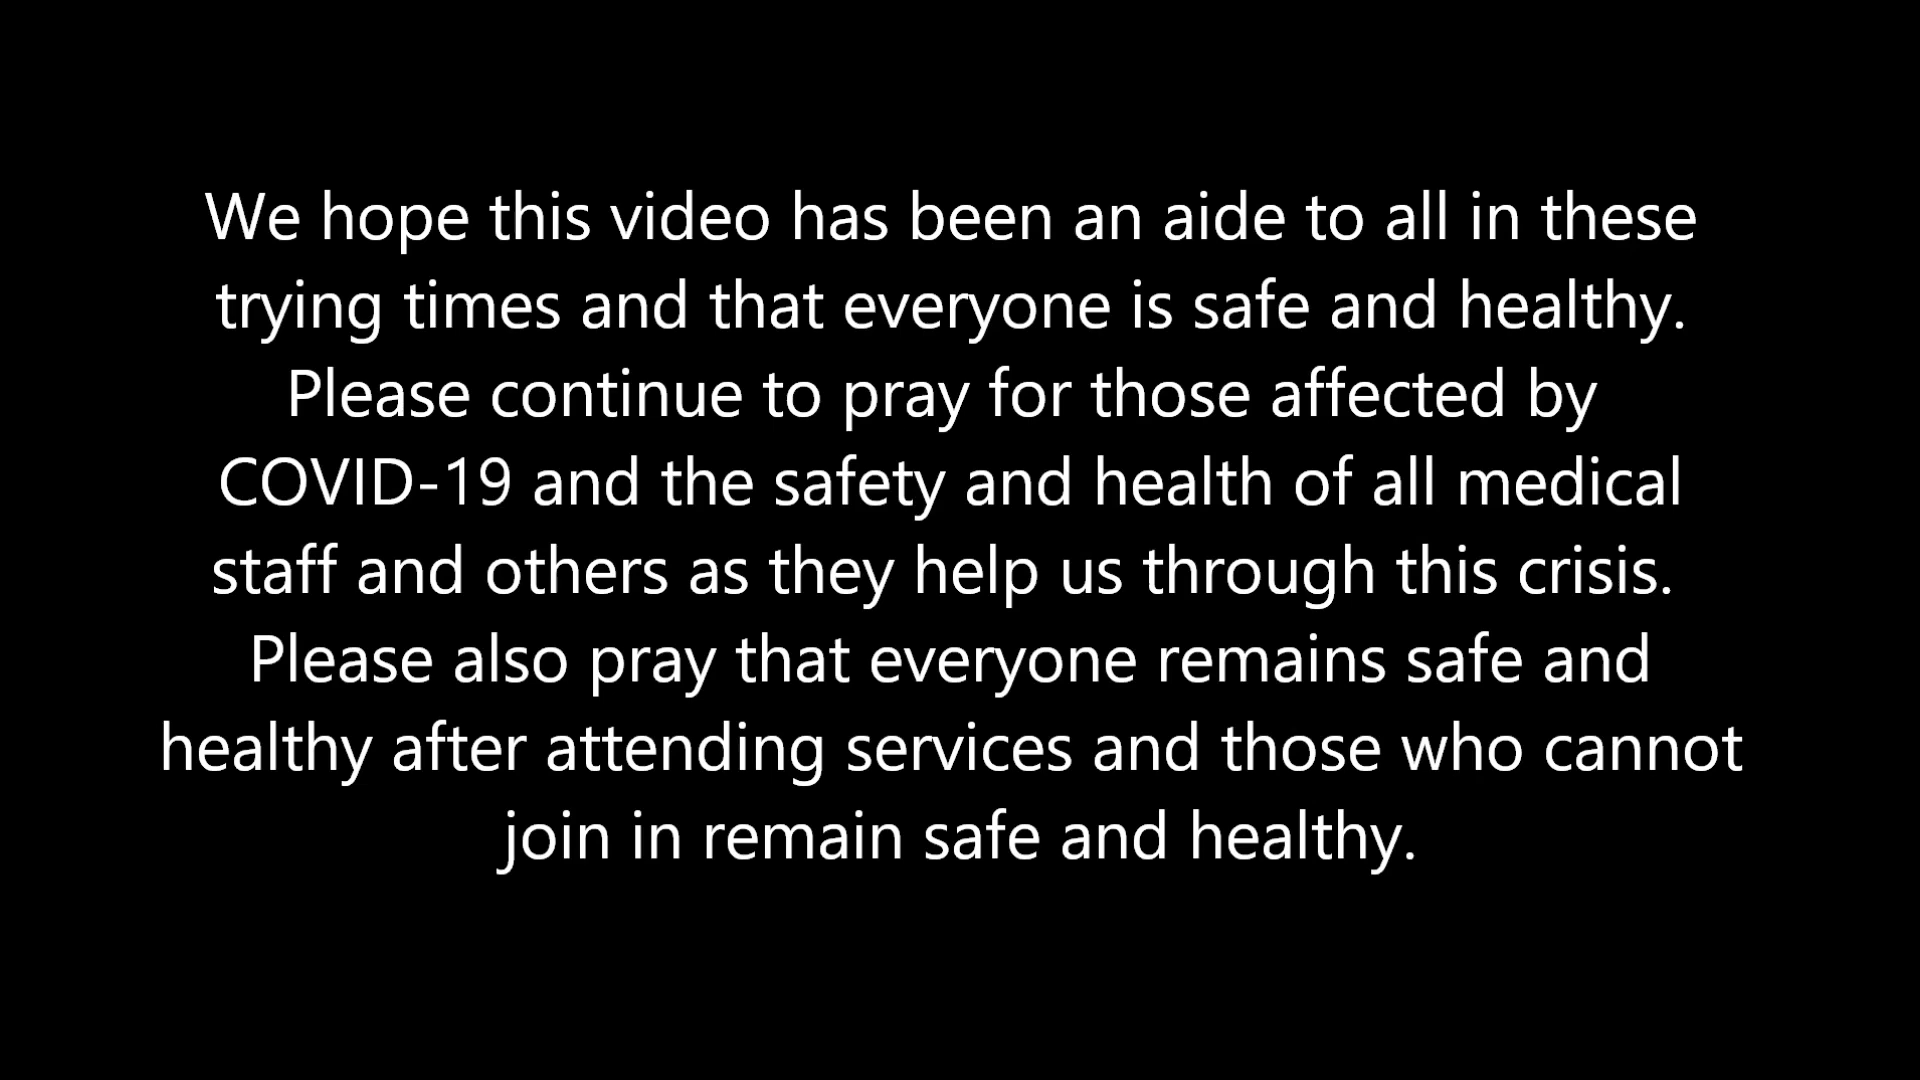 We hope this video has been an aide to all in these
trying times and that everyone is safe and healthy.
Please continue to pray for those affected by
COVID-19 and the safety and health of all medical
staff and others as they help us through this crisis.
Please also pray that everyone remains safe and
healthy after attending services and those who cannot
join in remain safe and healthy.